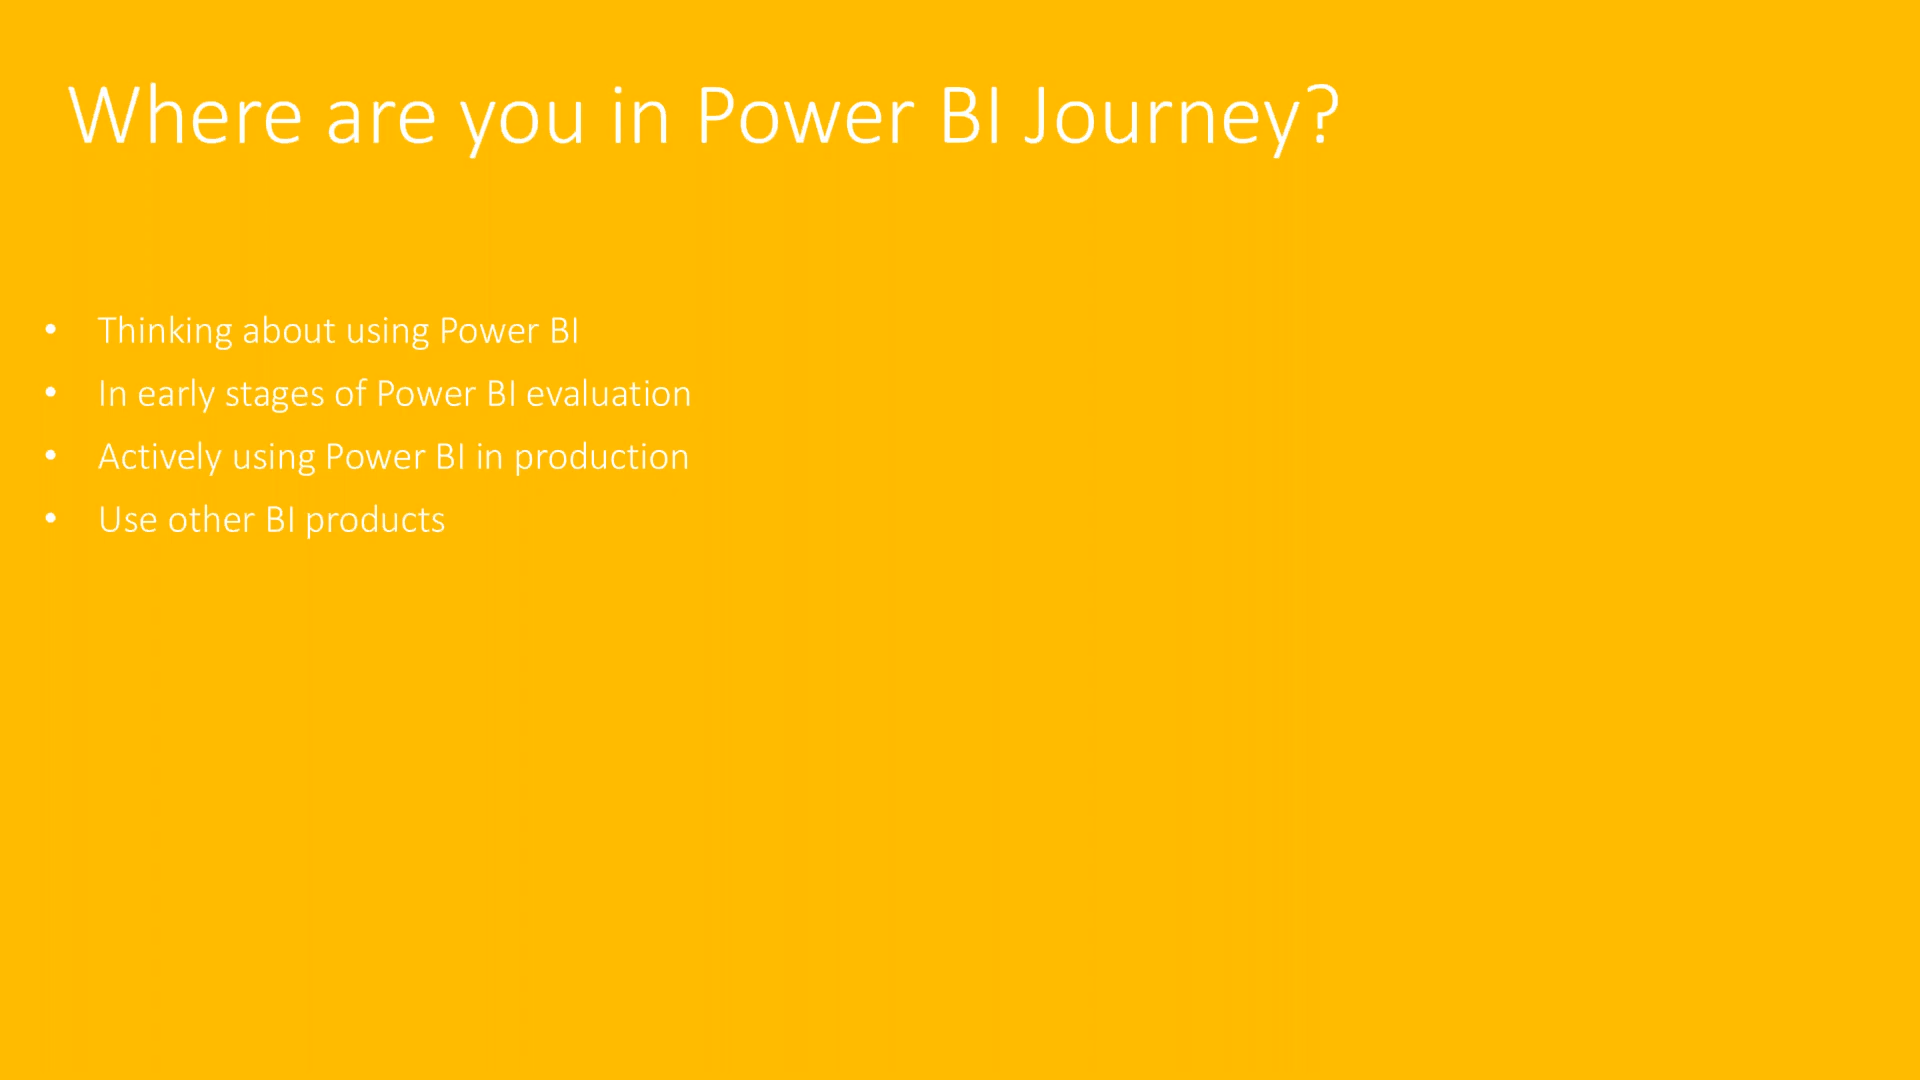 Where are you in Power BI Journey?
• Thinking about using Power BI
• In early stages of Power BI evaluation
• Actively using Power BI in production
• Use other BI products